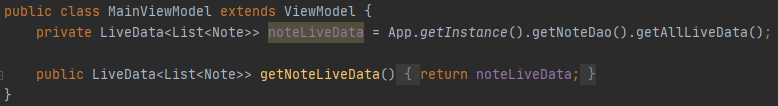 public class MainViewModel extends ViewModel {
    private LiveData<List<Note>> noteLiveData = App.getInstance().getNoteDao().getAllLiveData();
    public LiveData<List<Note>> getNoteLiveData() { return noteLiveData; }
}